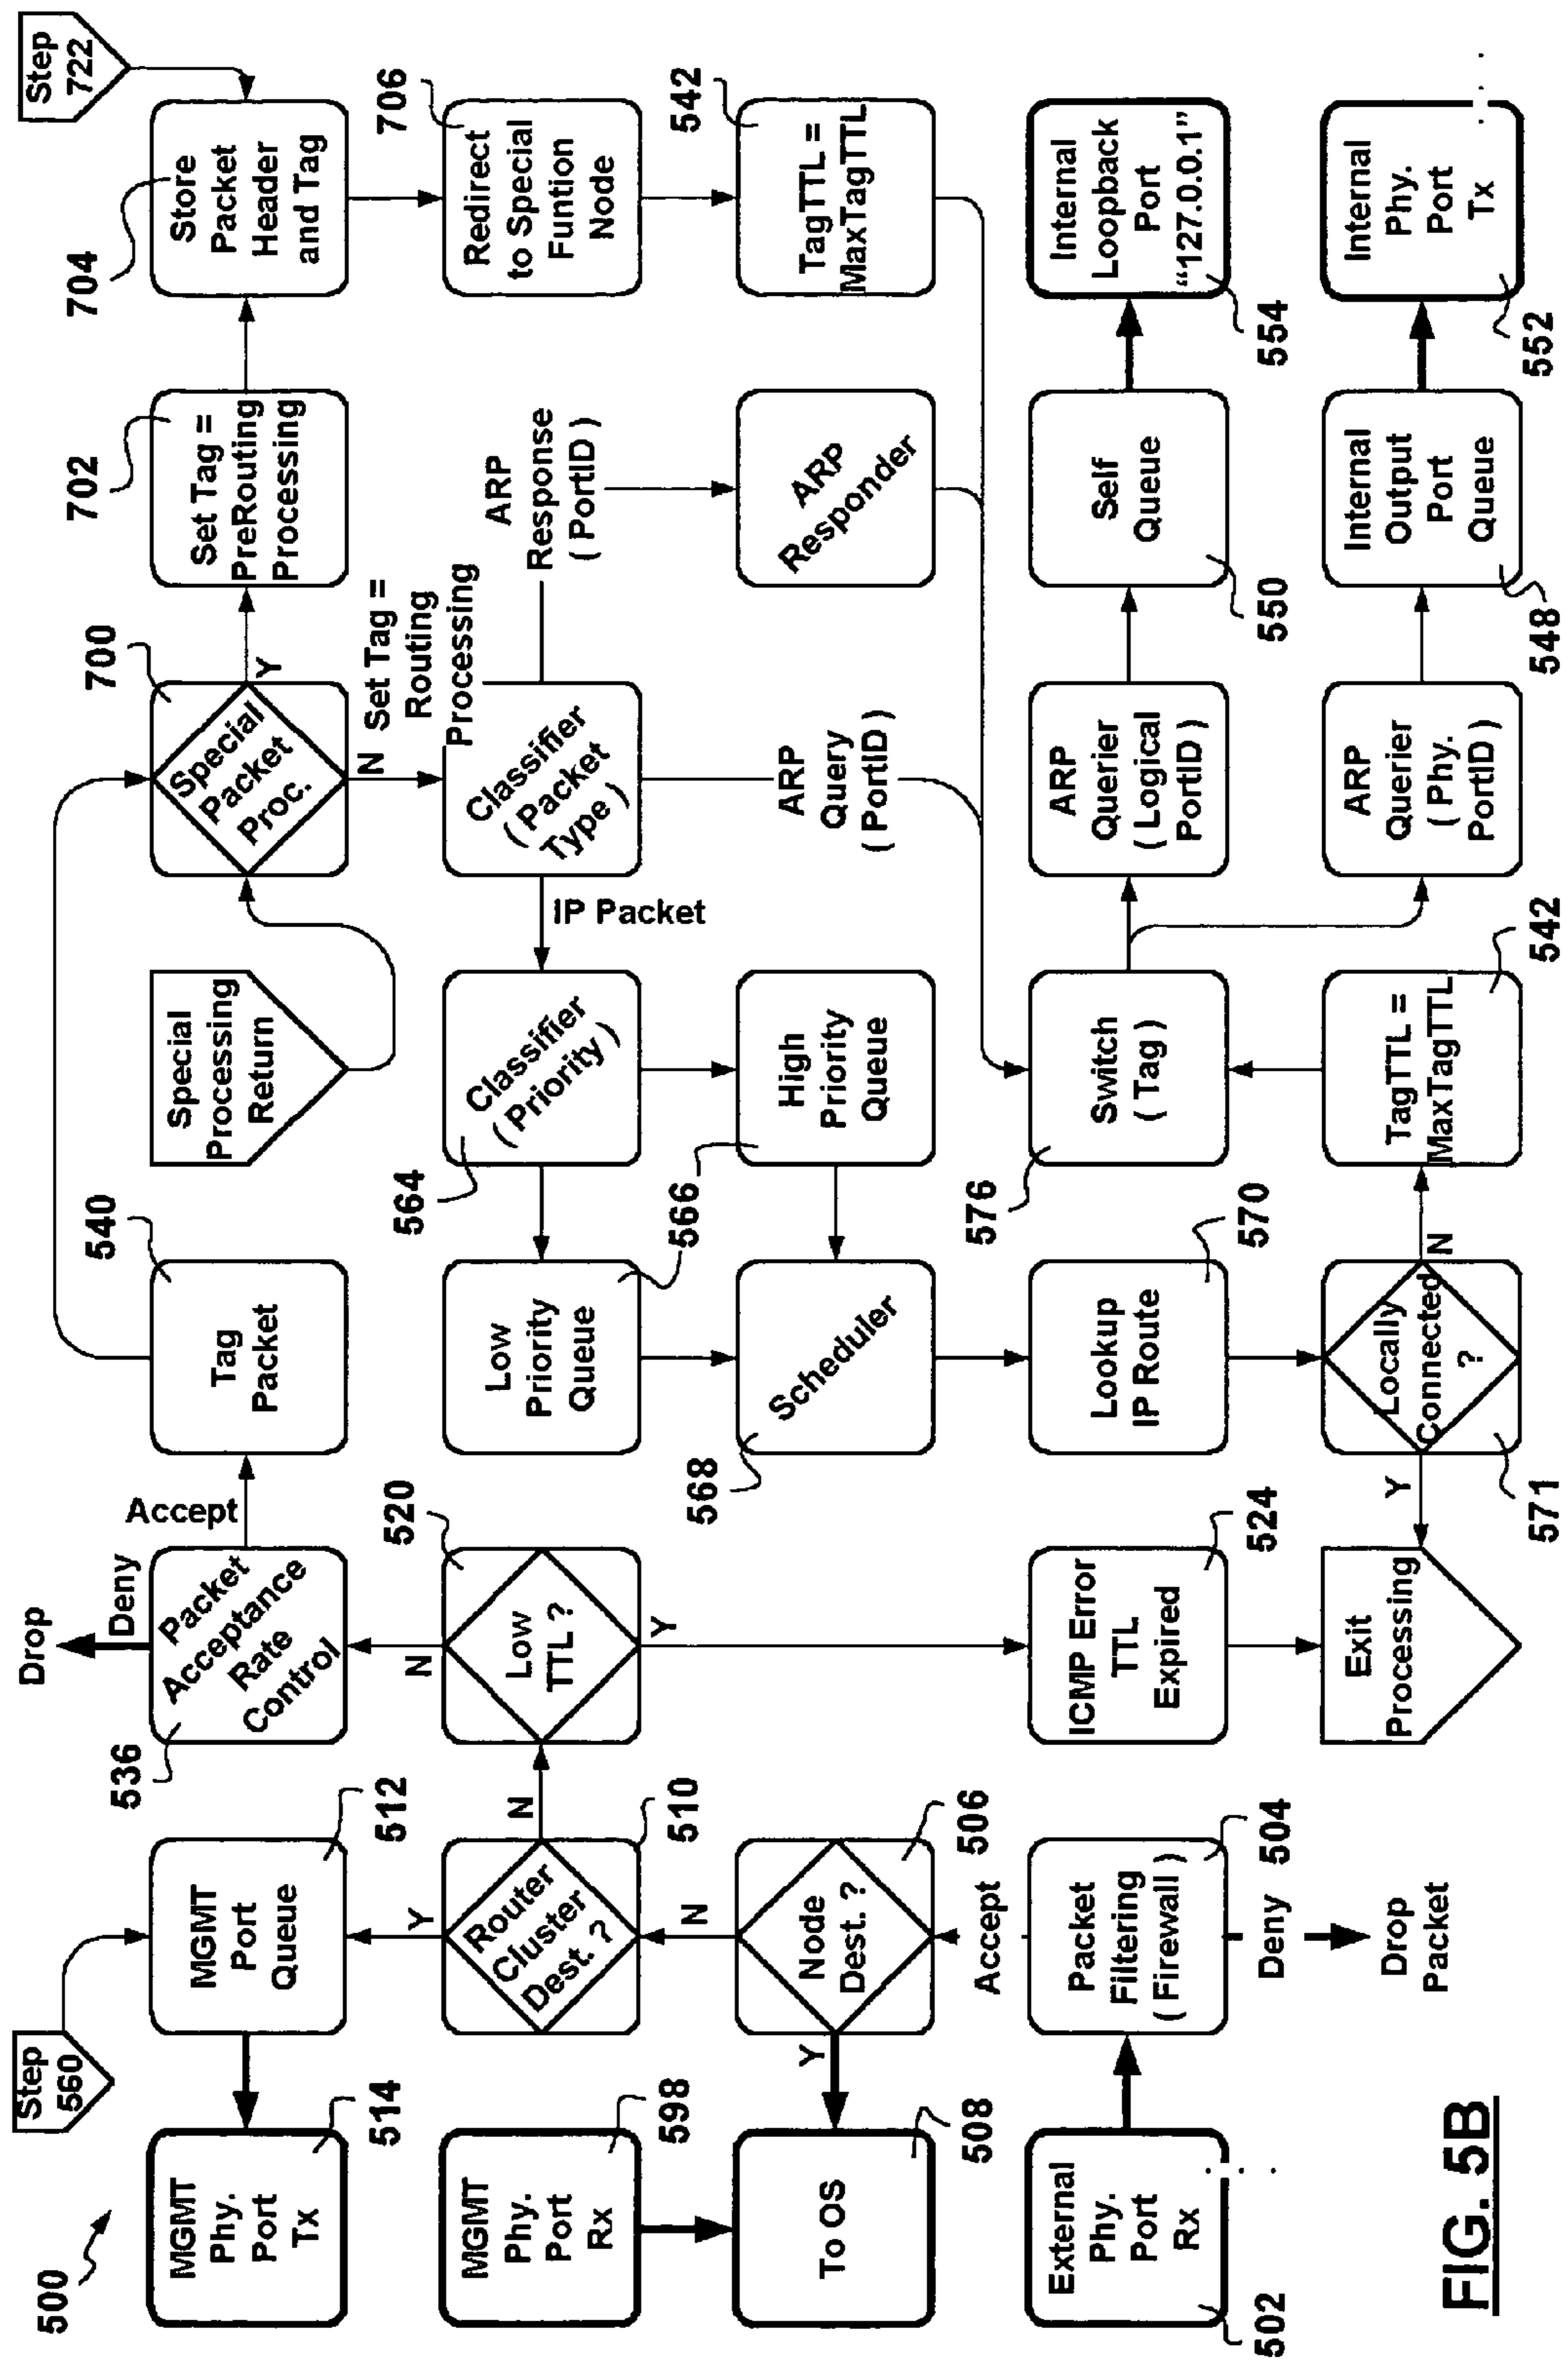 500
Step
560
MGMT
Phy.
Port
Tx
514
MGMT
Port
Queue
512
Drop
Deny
Packet
Acceptance
Rate
Control
536
Accept
Tag
Packet
540
Special
Processing
Return
Special
Packet
Proc.
700
Y
N
Set Tag =
PreRouting
Processing
702
Store
Packet
Header
and Tag
704
Step
722
MGMT
Phy.
Port
Rx
598
Router
Cluster
Dest. ?
510
Y
N
Low
TTL ?
520
N
Y
Low
Priority
Queue
566
Classifier
( Priority )
564
IP Packet
Classifier
( Packet
Type )
Set Tag =
Routing
Processing
ARP
Response
( PortID )
Redirect
to Special
Funtion
Node
706
To OS
508
Node
Dest. ?
506
Y
N
Scheduler
568
High
Priority
Queue
ARP
Query
( PortID )
ARP
Responder
TagTTL =
MaxTagTTL
542
External
Phy.
Port
Rx
502
Packet
Filtering
( Firewall )
504
Accept
Deny
Drop
Packet
ICMP Error
TTL
Expired
524
Lookup
IP Route
570
Switch
( Tag )
576
ARP
Querier
( Logical
PortID )
Self
Queue
550
Internal
Loopback
Port
“127.0.0.1”
554
Exit
Processing
Y
Locally
Connected
?
571
N
TagTTL =
MaxTagTTL
542
ARP
Querier
( Phy.
PortID )
Internal
Output
Port
Queue
548
Internal
Phy.
Port
Tx
552
FIG. 5B